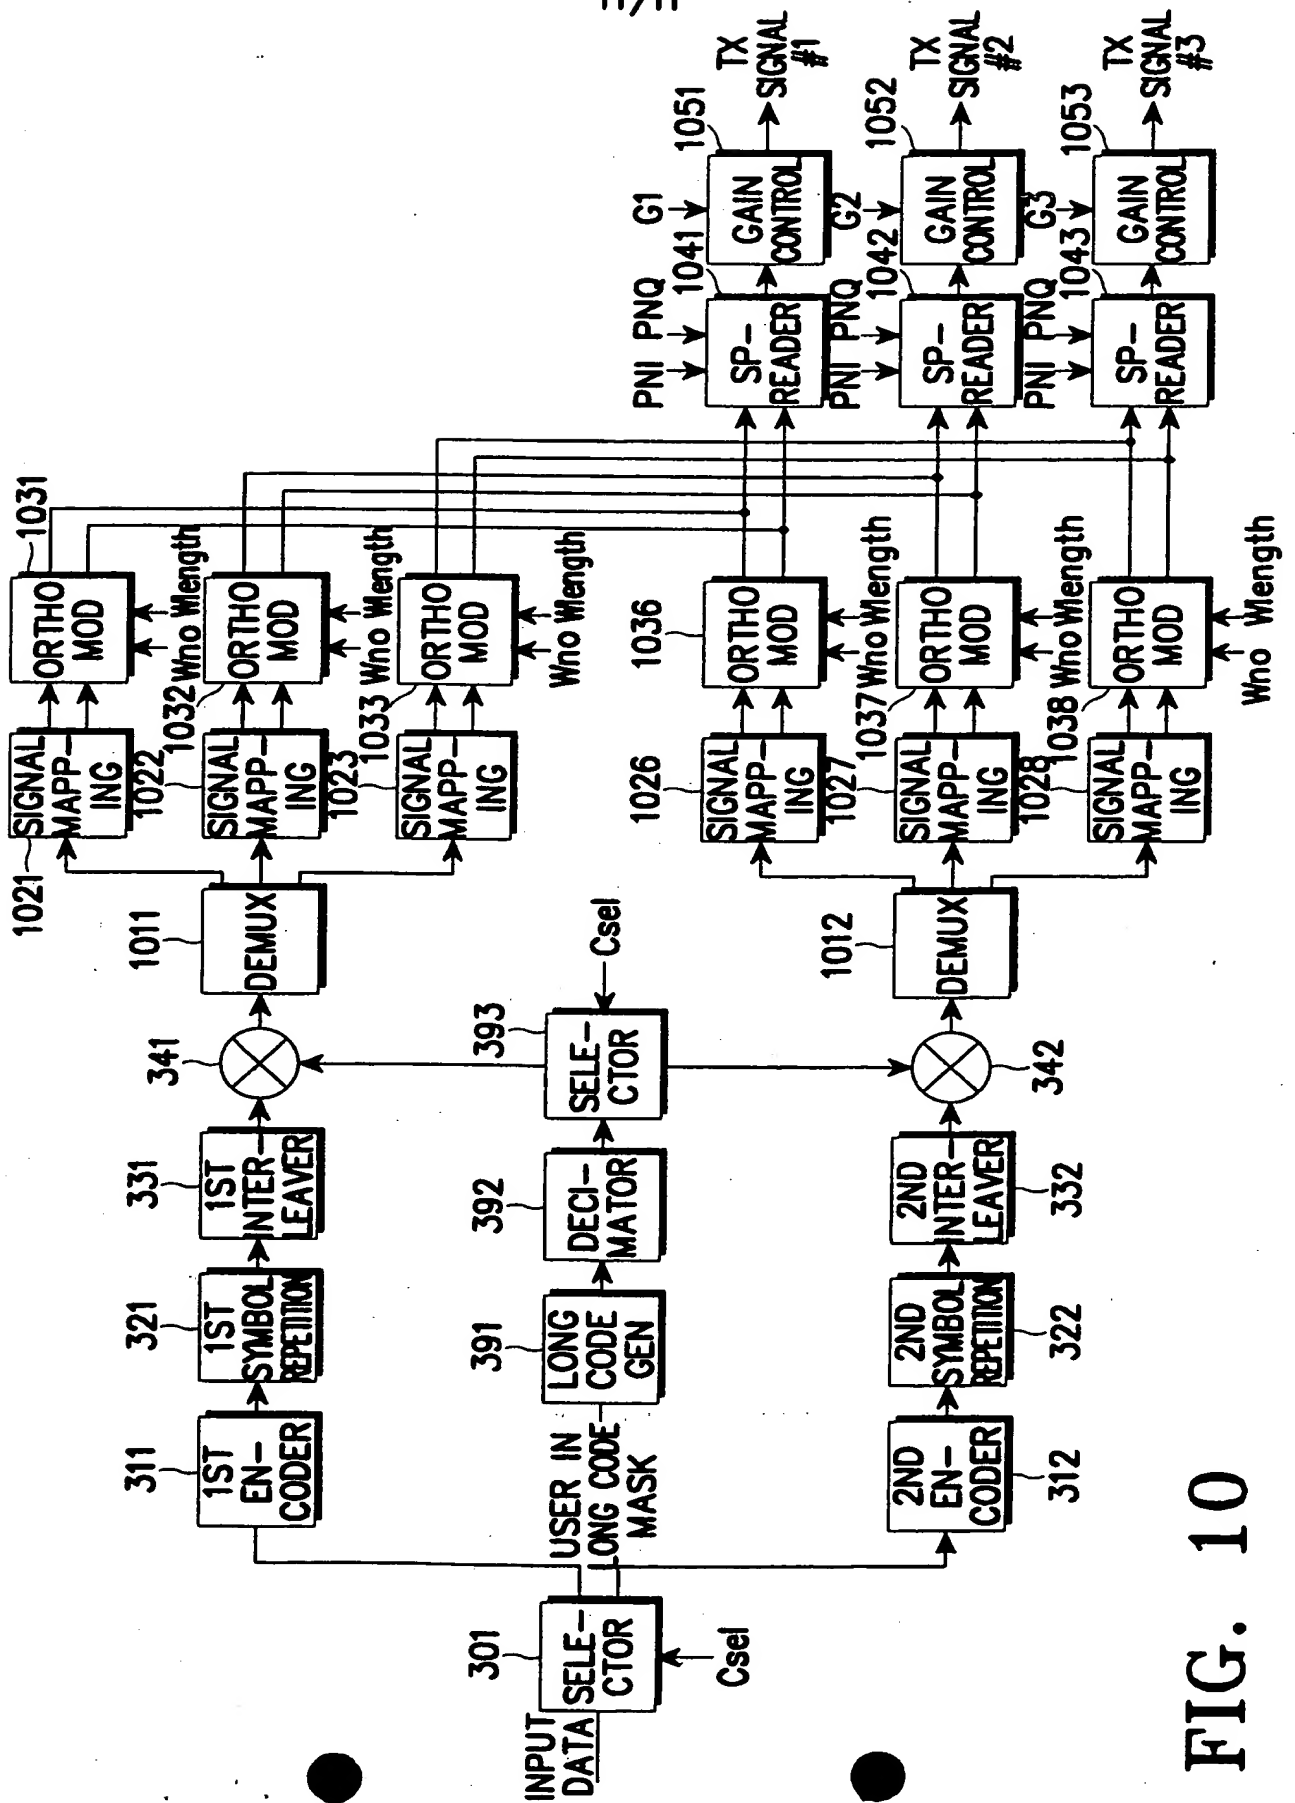 INPUT
DATA
301
SELE-
CTOR
Csel
USER IN
LONG CODE
MASK
311
1ST
EN-
CODER
321
1ST
SYMBOL
REPETITION
331
1ST
INTER-
LEAVER
341
391
LONG
CODE
GEN
392
DECI-
MATOR
393
SELE-
CTOR
Csel
2ND
EN-
CODER
312
2ND
SYMBOL
REPETITION
322
2ND
INTER-
LEAVER
332
342
1011
DEMUX
1012
DEMUX
1021
SIGNAL
MAPP-
ING
1022
SIGNAL
MAPP-
ING
1023
SIGNAL
MAPP-
ING
1026
SIGNAL
MAPP-
ING
1027
SIGNAL
MAPP-
ING
1028
SIGNAL
MAPP-
ING
1031
ORTHO
MOD
Wno Wlength
1032
ORTHO
MOD
Wno Wlength
1033
ORTHO
MOD
Wno Wlength
1036
ORTHO
MOD
Wno Wlength
1037
ORTHO
MOD
Wno Wlength
1038
ORTHO
MOD
Wno Wlength
PNI PNQ
1041
SP-
READER
PNI PNQ
1042
SP-
READER
PNI PNQ
1043
SP-
READER
G1
1051
GAIN
CONTROL
TX
SIGNAL
#1
G2
1052
GAIN
CONTROL
TX
SIGNAL
#2
G3
1053
GAIN
CONTROL
TX
SIGNAL
#3
FIG. 10